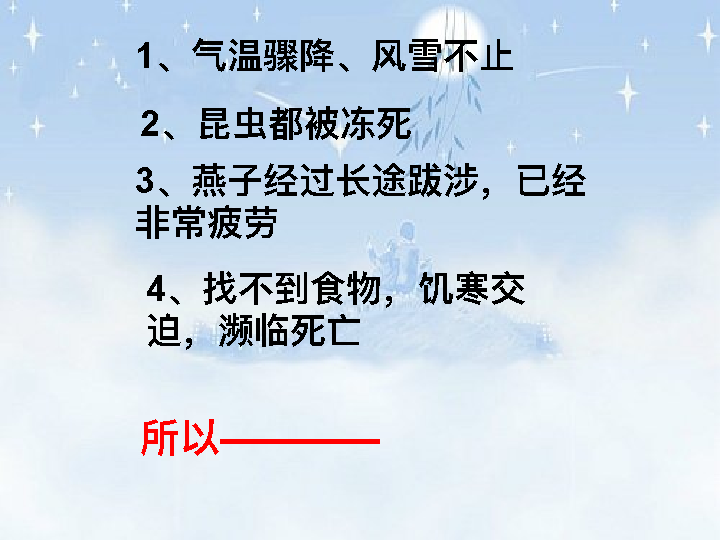 1、气温骤降、风雪不止
2、昆虫都被冻死
3、燕子经过长途跋涉，已经
非常疲劳
4、找不到食物，饥寒交
迫，濒临死亡
所以————